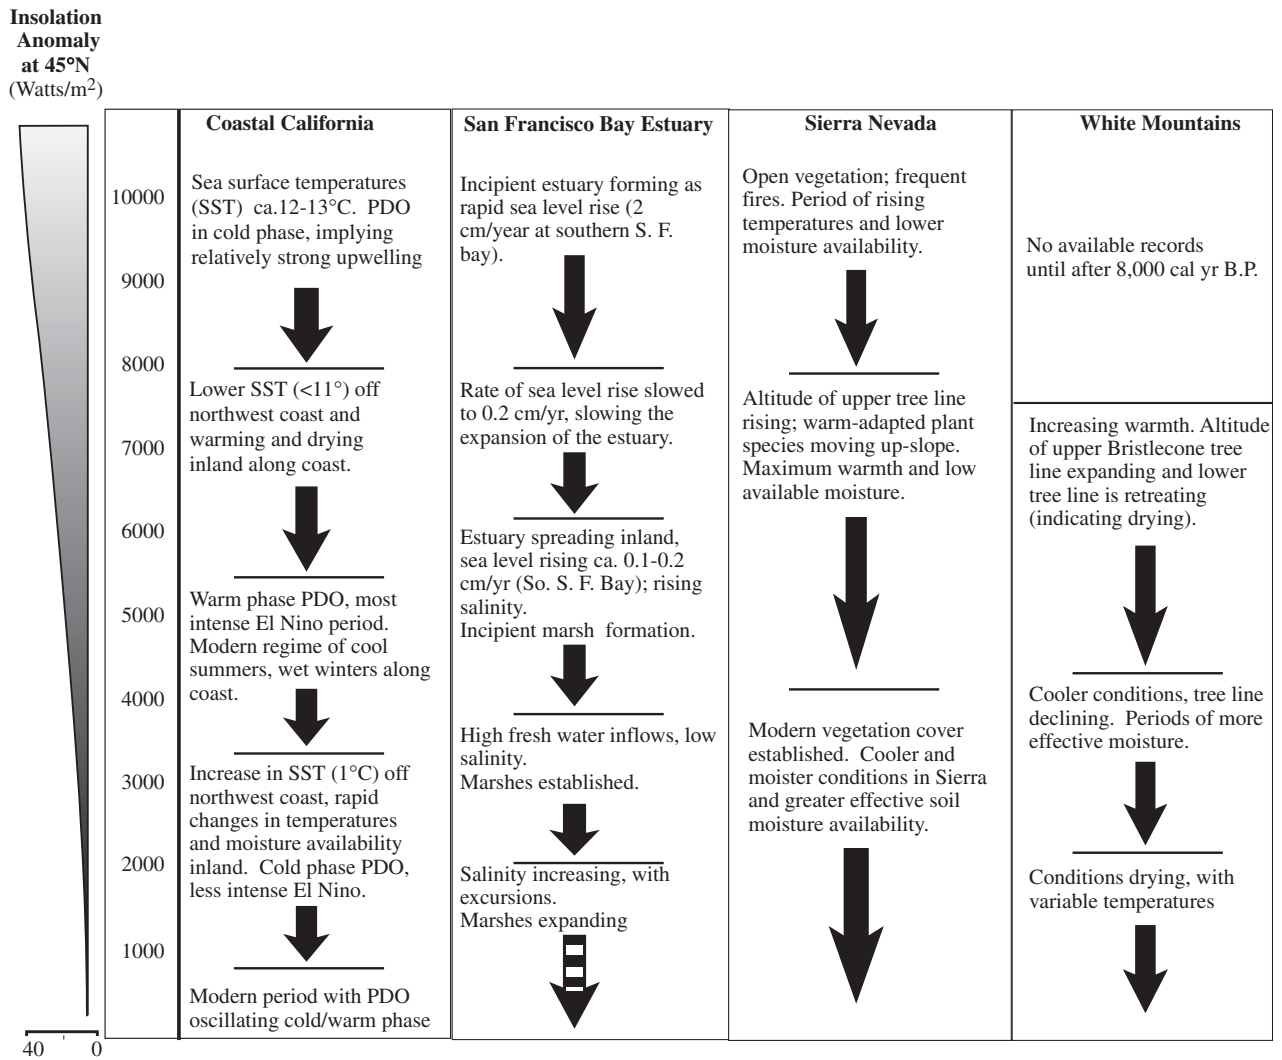 Insolation
Anomaly
at 45°N
(Watts/m2)
10000
9000
8000
7000
6000
5000
4000
3000
2000
1000
40 0
Coastal California
Sea surface temperatures
(SST) ca.12-13°C. PDO
in cold phase, implying
relatively strong upwelling
Lower SST (<11°) off
northwest coast and
warming and drying
inland along coast.
Warm phase PDO, most
intense El Nino period.
Modern regime of cool
summers, wet winters along
coast.
Increase in SST (1°C) off
northwest coast, rapid
changes in temperatures
and moisture availability
inland. Cold phase PDO,
less intense El Nino.
Modern period with PDO
oscillating cold/warm phase
San Francisco Bay Estuary
Incipient estuary forming as
rapid sea level rise (2
cm/year at southern S. F.
bay).
Rate of sea level rise slowed
to 0.2 cm/yr, slowing the
expansion of the estuary.
Estuary spreading inland,
sea level rising ca. 0.1-0.2
cm/yr (So. S. F. Bay); rising
salinity.
Incipient marsh formation.
High fresh water inflows, low
salinity.
Marshes established.
Salinity increasing, with
excursions.
Marshes expanding
Sierra Nevada
Open vegetation; frequent
fires. Period of rising
temperatures and lower
moisture availability.
Altitude of upper tree line
rising; warm-adapted plant
species moving up-slope.
Maximum warmth and low
available moisture.
Modern vegetation cover
established. Cooler and
moister conditions in Sierra
and greater effective soil
moisture availability.
White Mountains
No available records
until after 8,000 cal yr B.P.
Increasing warmth. Altitude
of upper Bristlecone tree
line expanding and lower
tree line is retreating
(indicating drying).
Cooler conditions, tree line
declining. Periods of more
effective moisture.
Conditions drying, with
variable temperatures